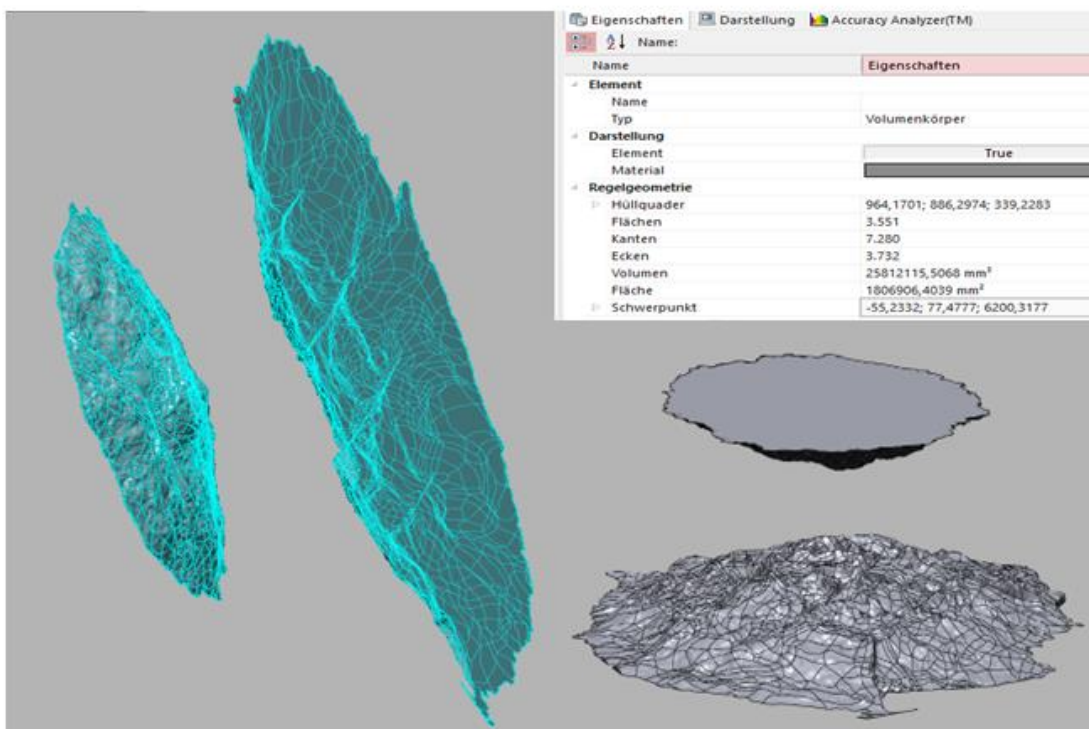 Eigenschaften Darstellung Accuracy Analyzer(TM)
Name:
Name Eigenschaften
Element
Name
Typ Volumenkörper
Darstellung
Element True
Material
Regelgeometrie
Hüllquader 964,1701; 886,2974; 339,2283
Flächen 3.551
Kanten 7.280
Ecken 3.732
Volumen 25812115,5068 mm³
Fläche 1806906,4039 mm²
Schwerpunkt -55,2332; 77,4777; 6200,3177